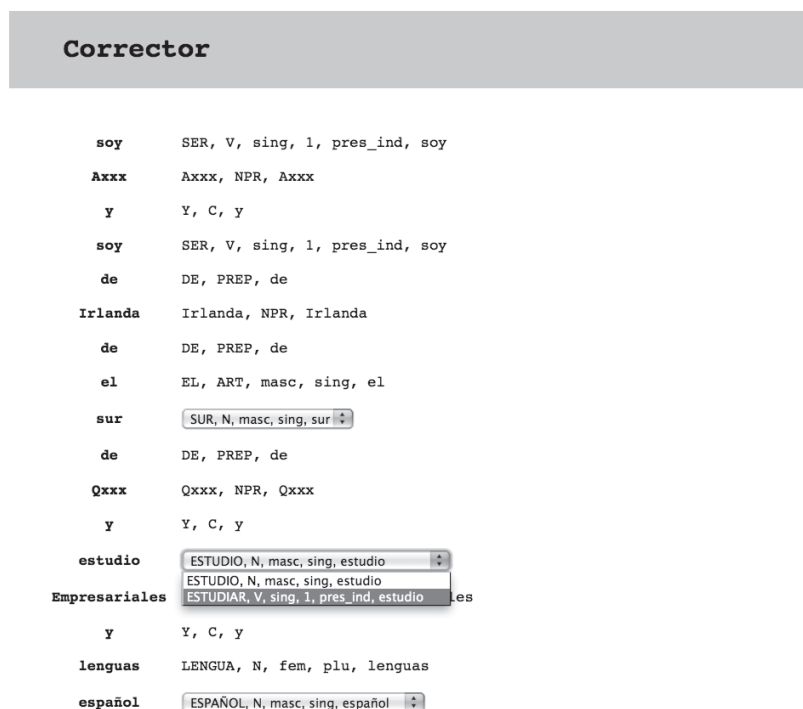 Corrector
soy SER, V, sing, 1, pres_ind, soy
Axxx Axxx, NPR, Axxx
y Y, C, y
soy SER, V, sing, 1, pres_ind, soy
de DE, PREP, de
Irlanda Irlanda, NPR, Irlanda
de DE, PREP, de
el EL, ART, masc, sing, el
sur SUR, N, masc, sing, sur
de DE, PREP, de
Qxxx Qxxx, NPR, Qxxx
y Y, C, y
estudio ESTUDIO, N, masc, sing, estudio
ESTUDIO, N, masc, sing, estudio
Empresariales ESTUDIAR, V, sing, 1, pres_ind, estudio les
y Y, C, y
lenguas LENGUA, N, fem, plu, lenguas
español ESPAÑOL, N, masc, sing, español